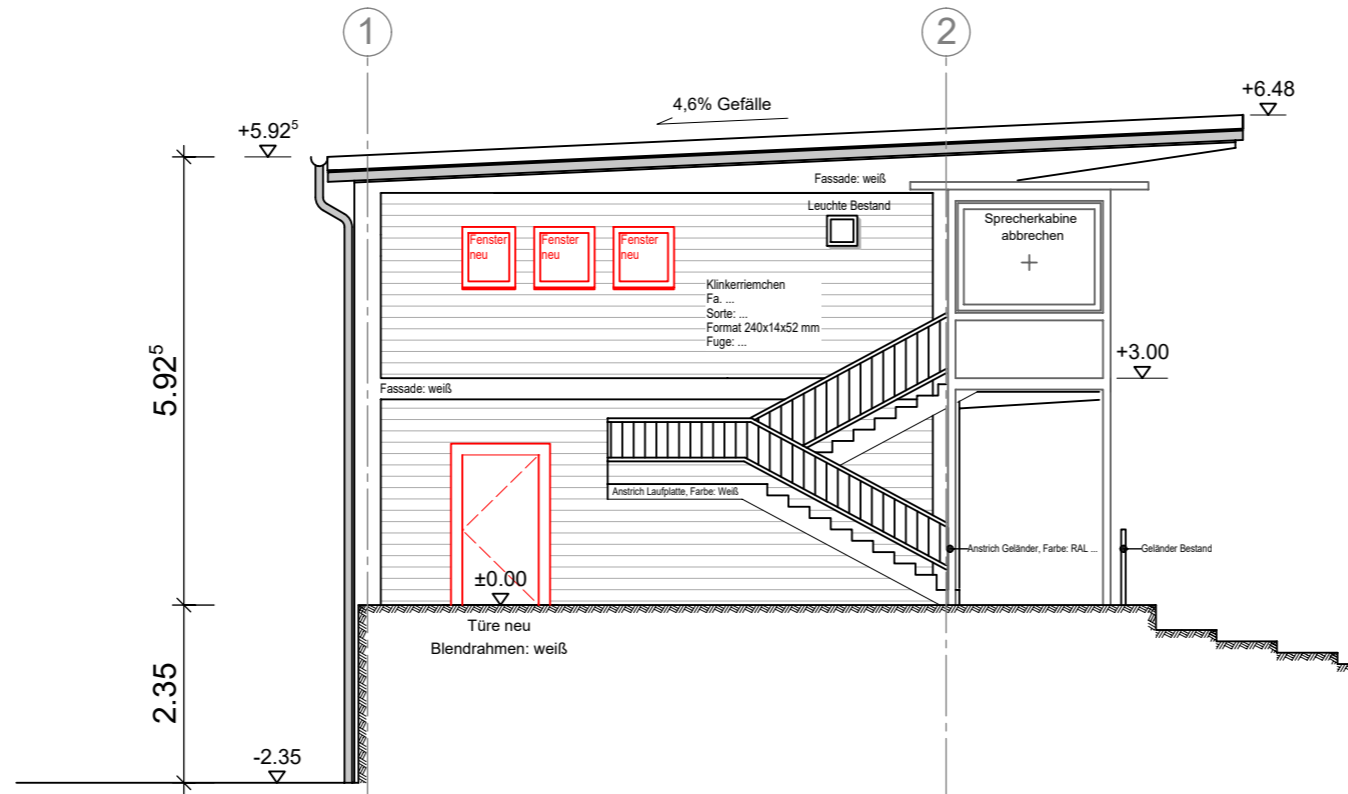 1
2
+6.48
4,6% Gefälle
+5.92⁵
Fassade: weiß
Leuchte Bestand
Sprecherkabine
abbrechen
Fenster
neu
Fenster
neu
Fenster
neu
Klinkerriemchen
Fa. ...
Sorte: ...
Format 240x14x52 mm
Fuge: ...
+3.00
5.92⁵
Fassade: weiß
Anstrich Laufplatte, Farbe: Weiß
Anstrich Geländer, Farbe: RAL ...
Geländer Bestand
±0.00
Türe neu
Blendrahmen: weiß
2.35
-2.35